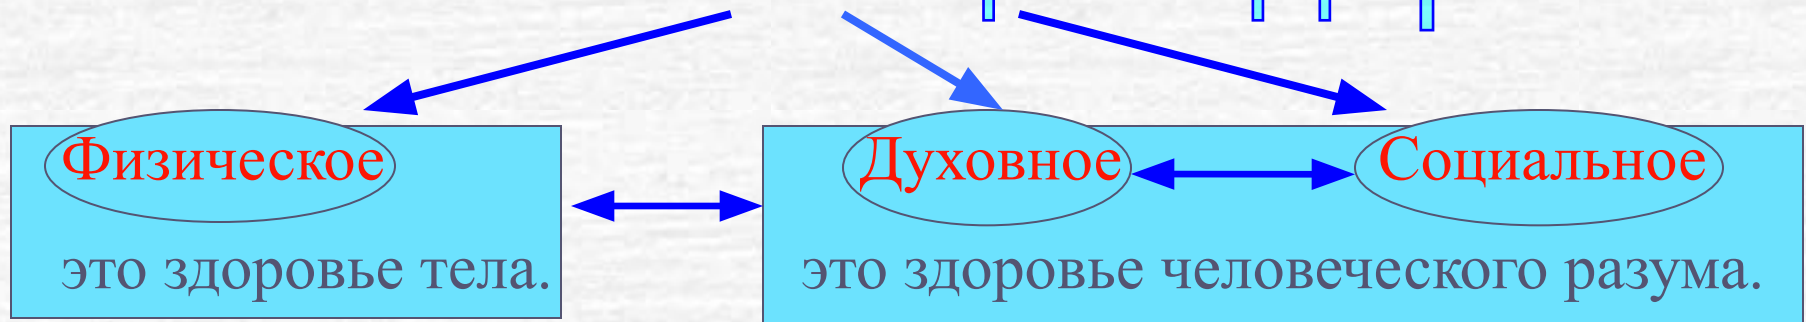 Физическое
Духовное
Социальное
это здоровье тела.
это здоровье человеческого разума.